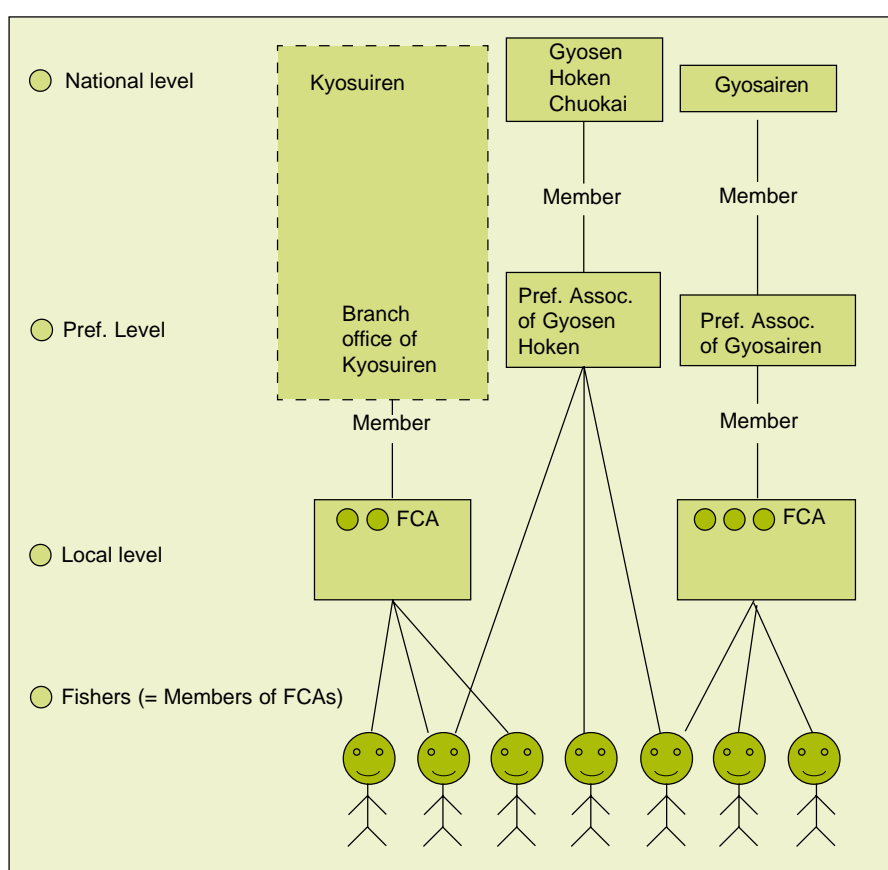 National level
Kyosuiren
Gyosen
Hoken
Chuokai
Gyosairen
Member
Member
Pref. Level
Branch
office of
Kyosuiren
Pref. Assoc.
of Gyosen
Hoken
Pref. Assoc.
of Gyosairen
Member
Member
FCA
FCA
Local level
Fishers (= Members of FCAs)